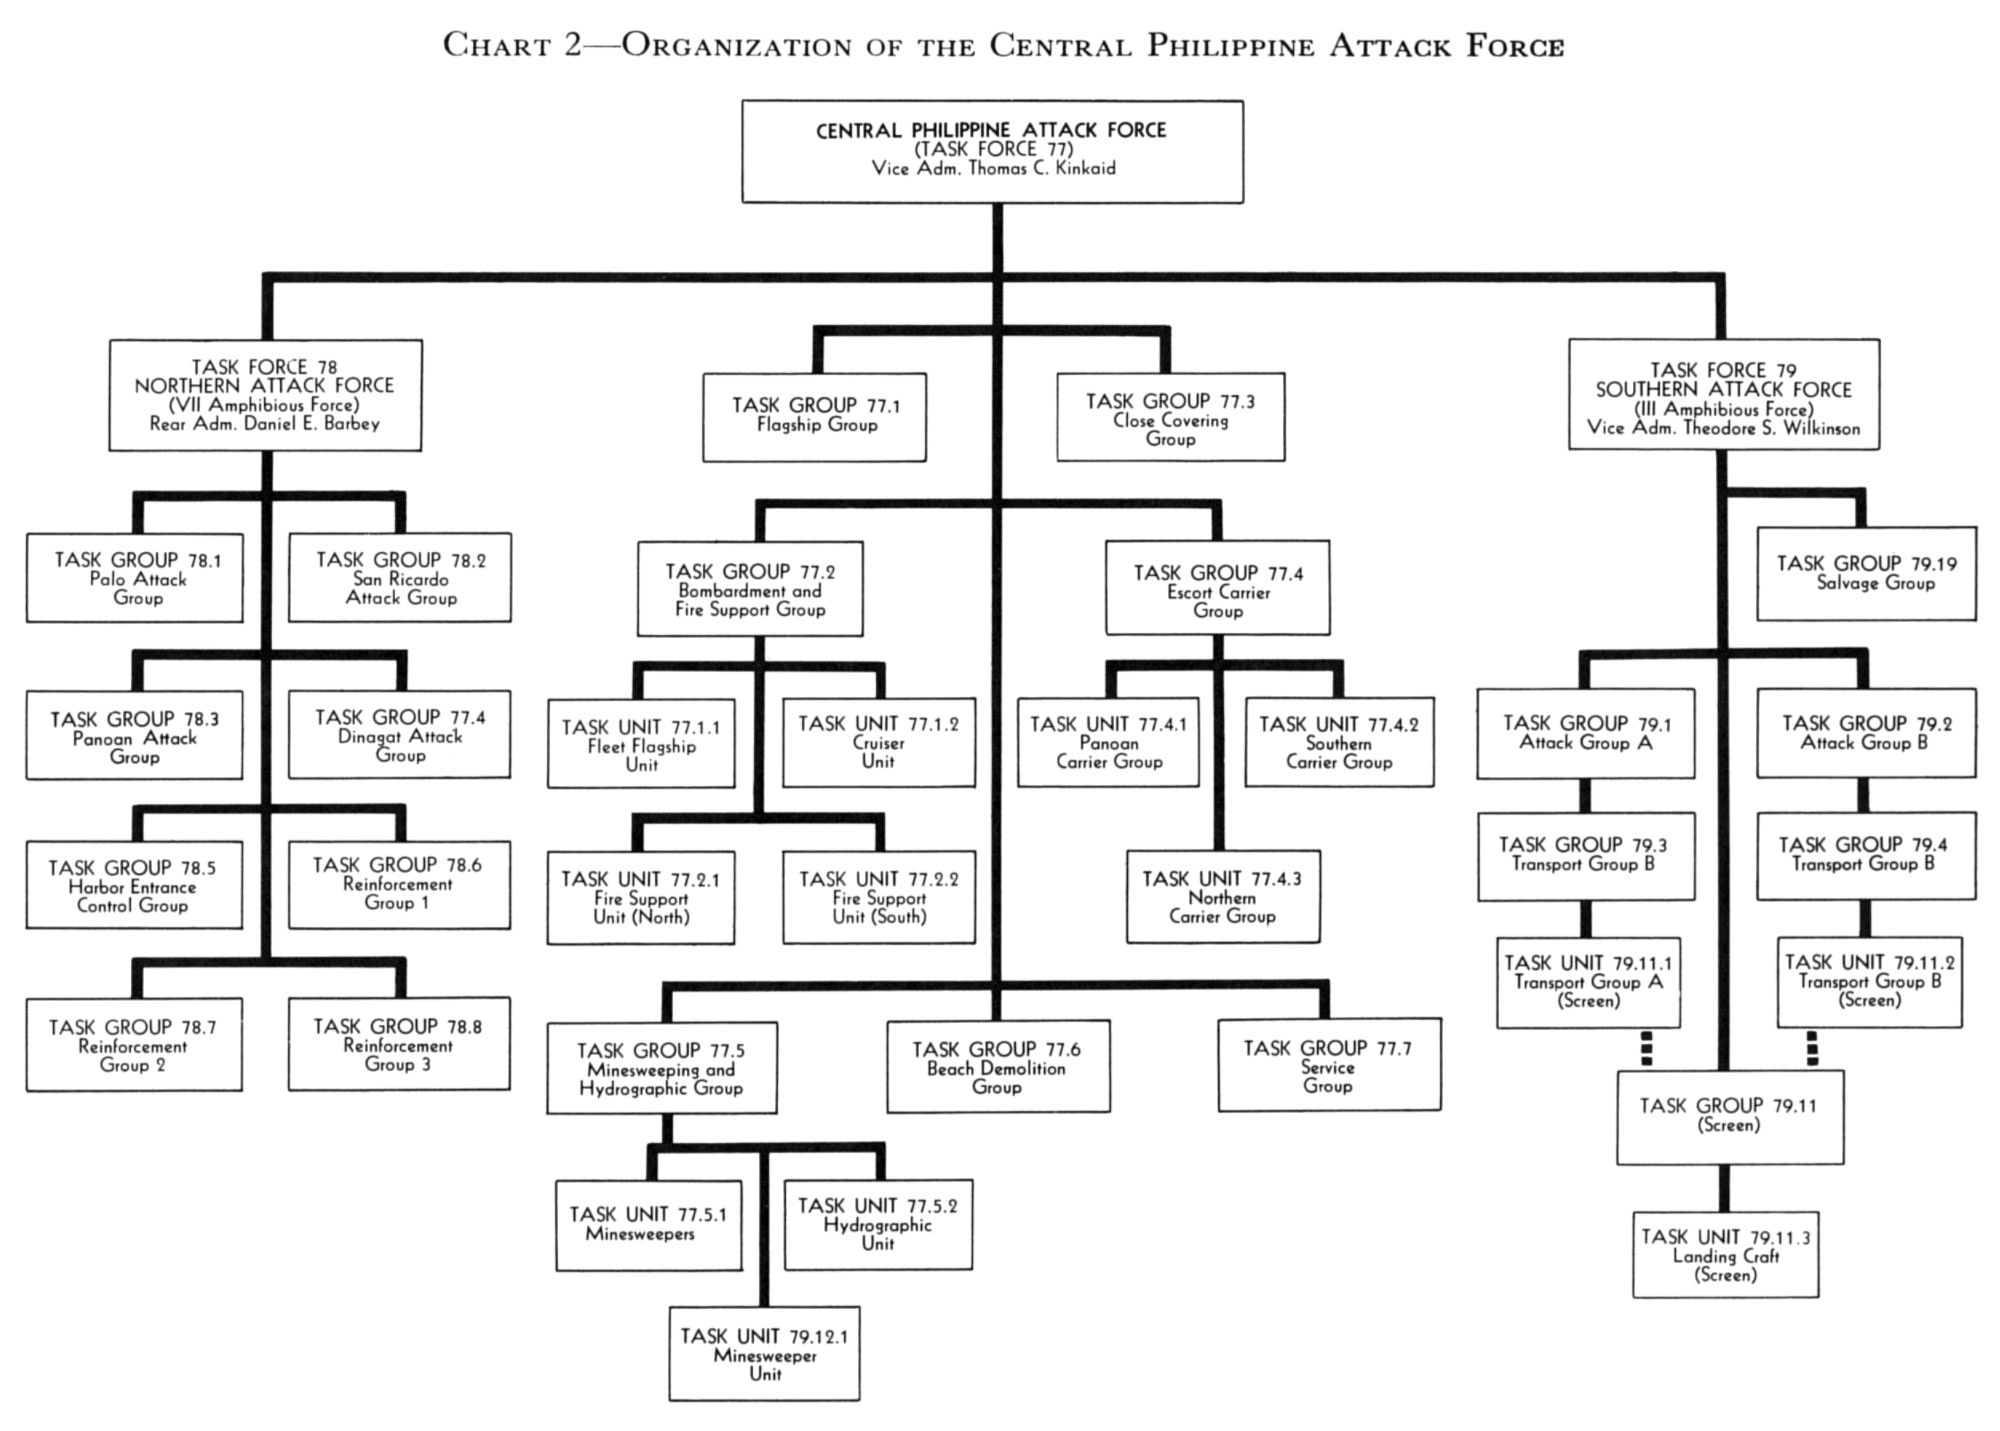 CHART 2—ORGANIZATION OF THE CENTRAL PHILIPPINE ATTACK FORCE
CENTRAL PHILIPPINE ATTACK FORCE
(TASK FORCE 77)
Vice Adm. Thomas C. Kinkaid
TASK FORCE 78
NORTHERN ATTACK FORCE
(VII Amphibious Force)
Rear Adm. Daniel E. Barbey
TASK GROUP 77.1
Flagship Group
TASK GROUP 77.3
Close Covering
Group
TASK FORCE 79
SOUTHERN ATTACK FORCE
(III Amphibious Force)
Vice Adm. Theodore S. Wilkinson
TASK GROUP 78.1
Palo Attack
Group
TASK GROUP 78.2
San Ricardo
Attack Group
TASK GROUP 77.2
Bombardment and
Fire Support Group
TASK GROUP 77.4
Escort Carrier
Group
TASK GROUP 79.19
Salvage Group
TASK GROUP 78.3
Panoan Attack
Group
TASK GROUP 77.4
Dinagat Attack
Group
TASK UNIT 77.1.1
Fleet Flagship
Unit
TASK UNIT 77.1.2
Cruiser
Unit
TASK UNIT 77.4.1
Panoan
Carrier Group
TASK UNIT 77.4.2
Southern
Carrier Group
TASK GROUP 79.1
Attack Group A
TASK GROUP 79.2
Attack Group B
TASK GROUP 78.5
Harbor Entrance
Control Group
TASK GROUP 78.6
Reinforcement
Group 1
TASK UNIT 77.2.1
Fire Support
Unit (North)
TASK UNIT 77.2.2
Fire Support
Unit (South)
TASK UNIT 77.4.3
Northern
Carrier Group
TASK GROUP 79.3
Transport Group B
TASK GROUP 79.4
Transport Group B
TASK UNIT 79.11.1
Transport Group A
(Screen)
TASK UNIT 79.11.2
Transport Group B
(Screen)
TASK GROUP 78.7
Reinforcement
Group 2
TASK GROUP 78.8
Reinforcement
Group 3
TASK GROUP 77.5
Minesweeping and
Hydrographic Group
TASK GROUP 77.6
Beach Demolition
Group
TASK GROUP 77.7
Service
Group
TASK GROUP 79.11
(Screen)
TASK UNIT 77.5.1
Minesweepers
TASK UNIT 77.5.2
Hydrographic
Unit
TASK UNIT 79.11.3
Landing Craft
(Screen)
TASK UNIT 79.12.1
Minesweeper
Unit